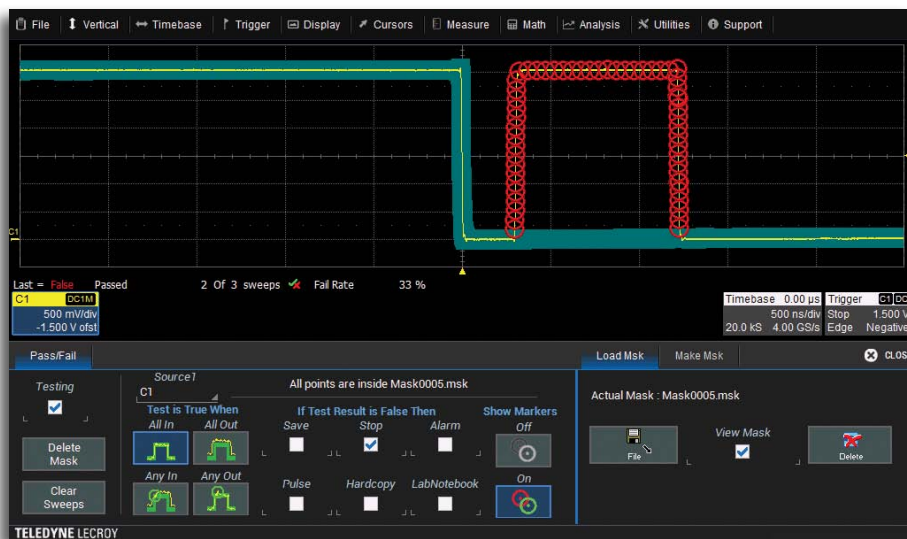 File Vertical Timebase Trigger Display Cursors Measure Math Analysis Utilities Support
C1
Last = False Passed 2 Of 3 sweeps Fail Rate 33 %
C1 DC1M
500 mV/div
-1.500 V ofst
Timebase 0.00 µs
500 ns/div
20.0 kS 4.00 GS/s
Trigger C1 DC
Stop 1.500 V
Edge Negative
Pass/Fail
Testing
Delete
Mask
Clear
Sweeps
Source1
C1
All points are inside Mask0005.msk
Test is True When
All In All Out
Any In Any Out
If Test Result is False Then
Save Stop Alarm
Pulse Hardcopy LabNotebook
Show Markers
Off
On
Load Msk Make Msk CLOS
Actual Mask : Mask0005.msk
File
View Mask
Delete
TELEDYNE LECROY